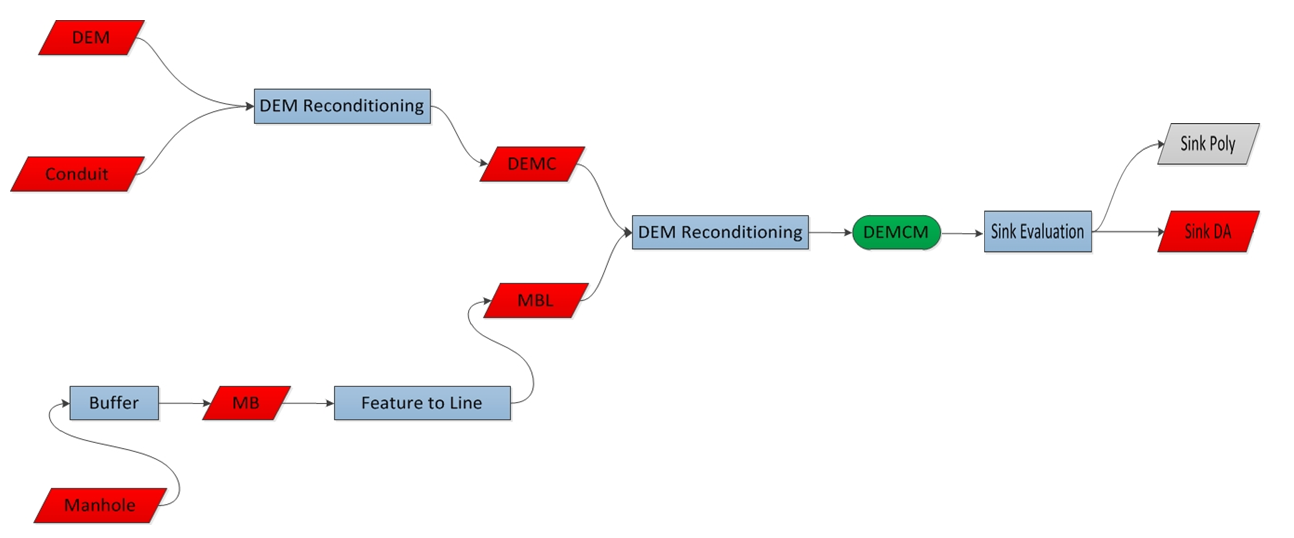 DEM
DEM Reconditioning
Conduit
DEMC
Sink Poly
DEM Reconditioning
DEMCM
Sink Evaluation
Sink DA
MBL
Buffer
MB
Feature to Line
Manhole